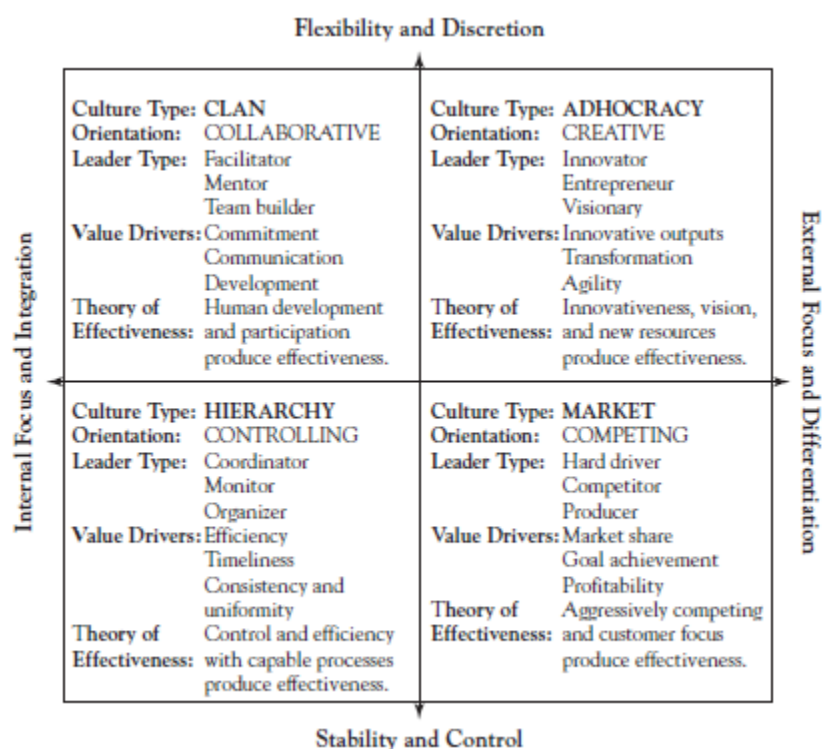 Flexibility and Discretion
Culture Type: CLAN
Orientation: COLLABORATIVE
Leader Type: Facilitator
Mentor
Team builder
Value Drivers: Commitment
Communication
Development
Theory of Human development
Effectiveness: and participation
produce effectiveness.
Culture Type: ADHOCRACY
Orientation: CREATIVE
Leader Type: Innovator
Entrepreneur
Visionary
Value Drivers: Innovative outputs
Transformation
Agility
Theory of Innovativeness, vision,
Effectiveness: and new resources
produce effectiveness.
Internal Focus and Integration
External Focus and Differentiation
Culture Type: HIERARCHY
Orientation: CONTROLLING
Leader Type: Coordinator
Monitor
Organizer
Value Drivers: Efficiency
Timeliness
Consistency and
uniformity
Theory of Control and efficiency
Effectiveness: with capable processes
produce effectiveness.
Culture Type: MARKET
Orientation: COMPETING
Leader Type: Hard driver
Competitor
Producer
Value Drivers: Market share
Goal achievement
Profitability
Theory of Aggressively competing
Effectiveness: and customer focus
produce effectiveness.
Stability and Control